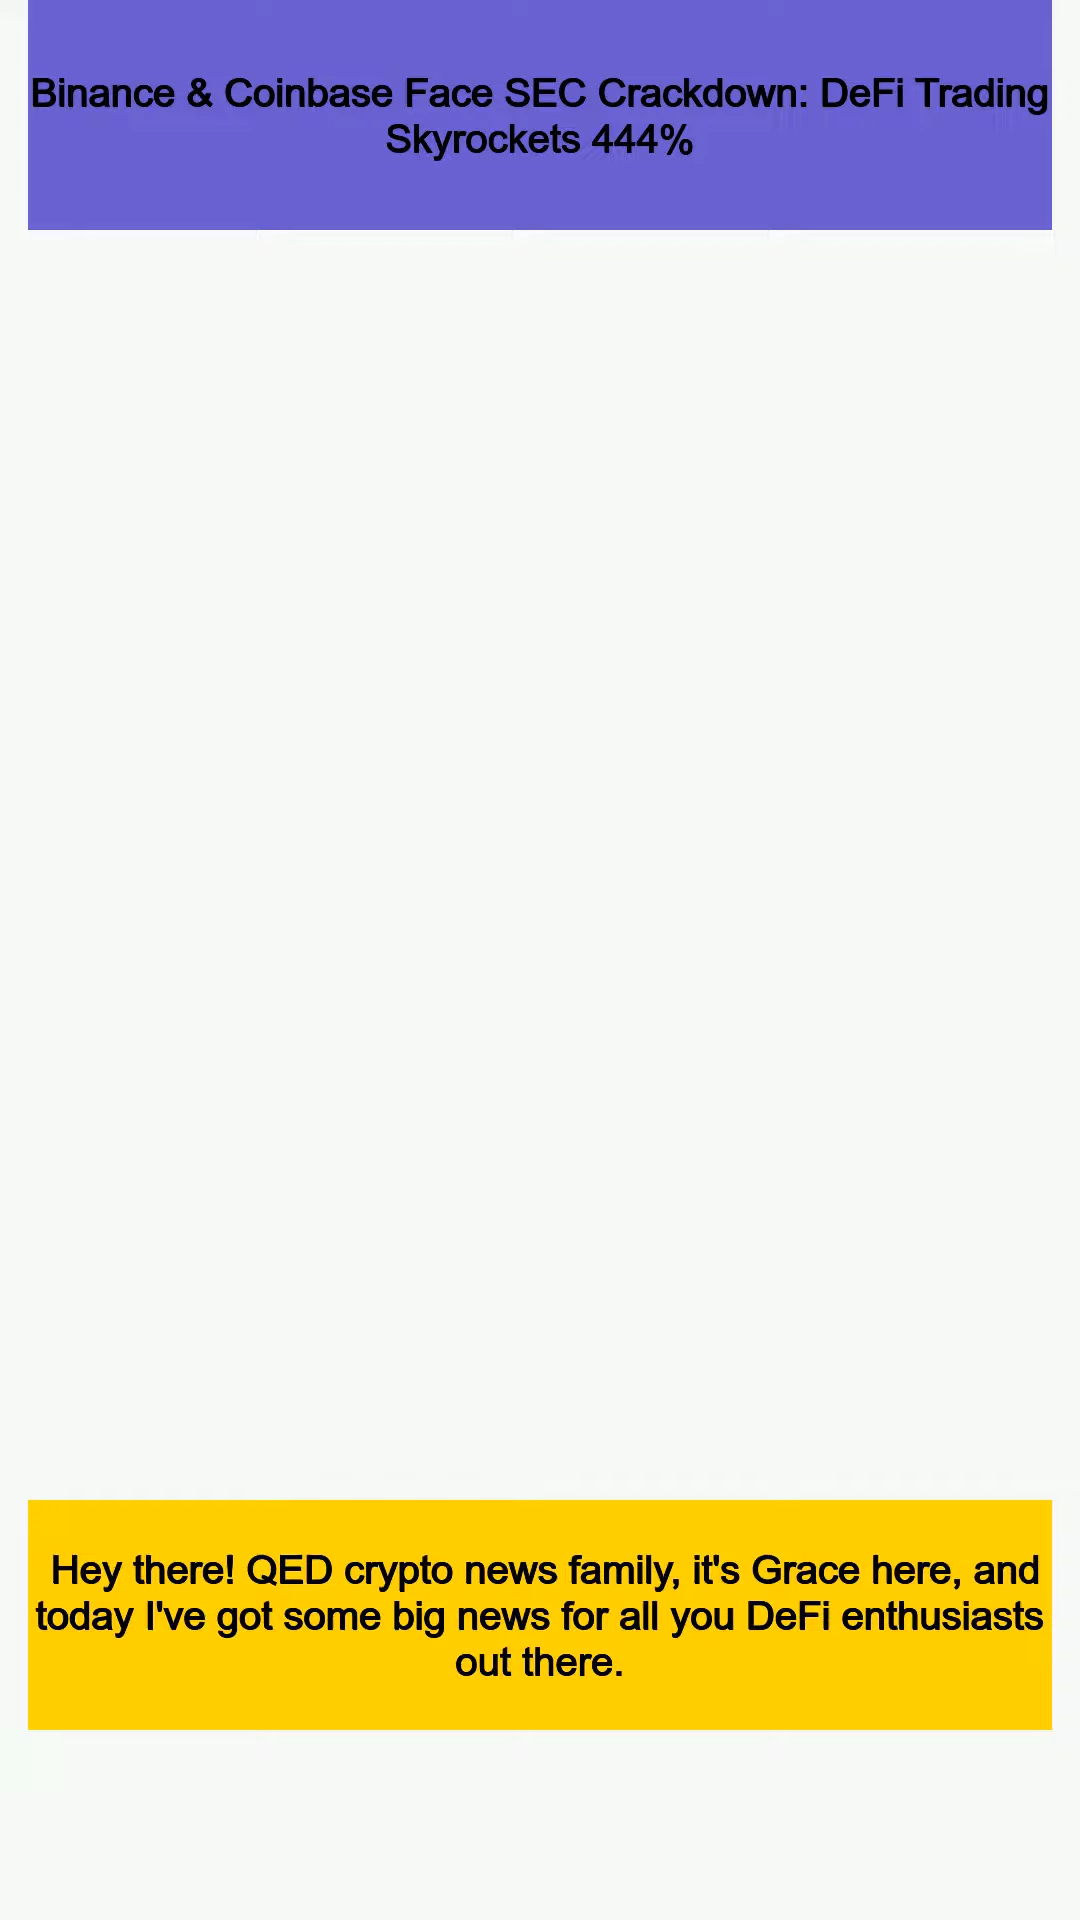 Binance & Coinbase Face SEC Crackdown: DeFi Trading
Skyrockets 444%
Hey there! QED crypto news family, it's Grace here, and
today I've got some big news for all you DeFi enthusiasts
out there.